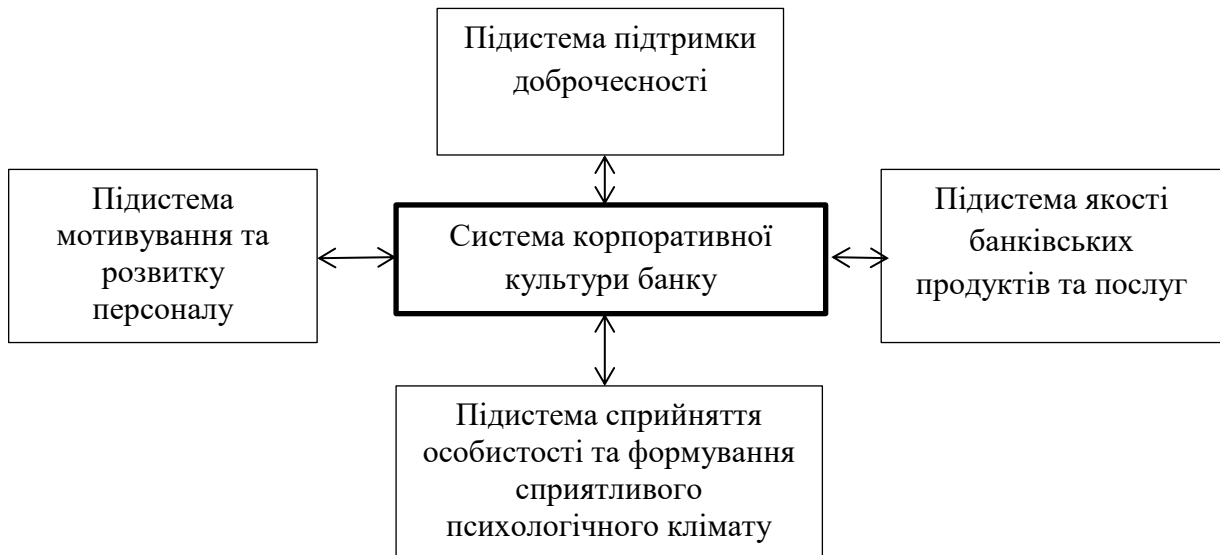 Підистема підтримки
доброчесності
Підистема
мотивування та
розвитку
персоналу
Система корпоративної
культури банку
Підистема якості
банківських
продуктів та послуг
Підистема сприйняття
особистості та формування
сприятливого
психологічного клімату